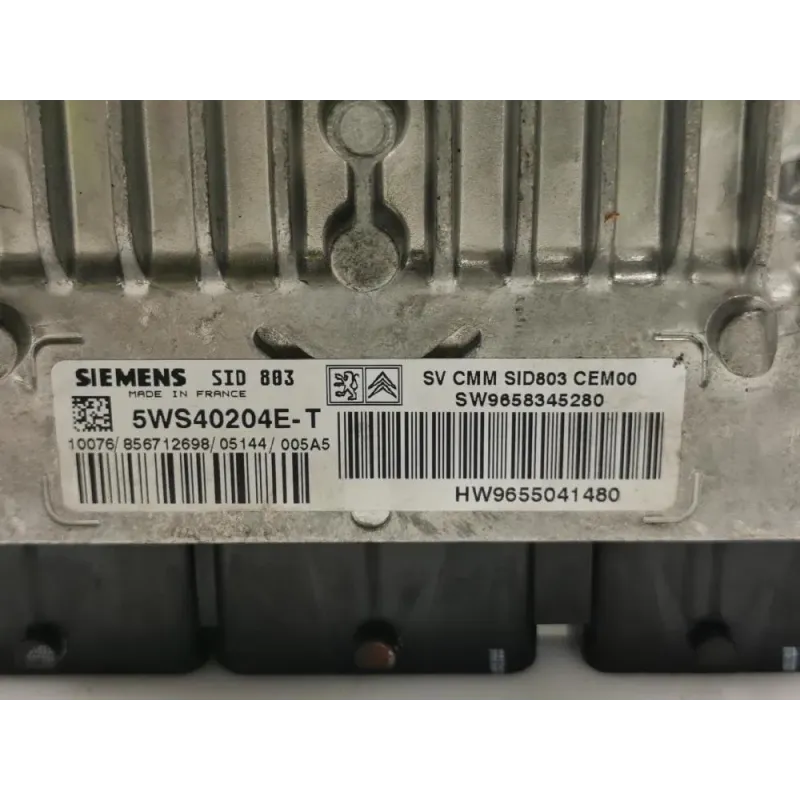 SIEMENS SID 803
MADE IN FRANCE
5WS40204E-T
10076/856712698/05144/005A5
SV CMM SID803 CEM00
SW9658345280
HW9655041480